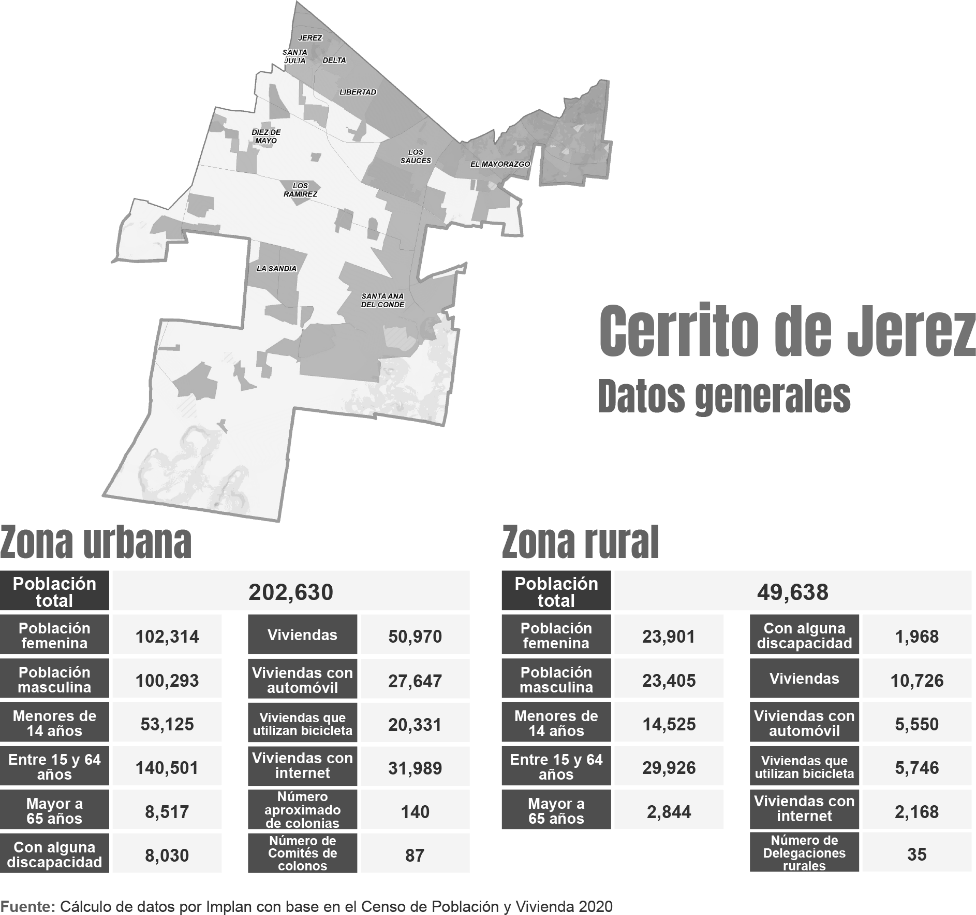 JEREZ
SANTA
JULIA
DELTA
LIBERTAD
DIEZ DE
MAYO
LOS
SAUCES
EL MAYORAZGO
LOS
RAMIREZ
LA SANDIA
SANTA ANA
DEL CONDE
Cerrito de Jerez
Datos generales
Zona urbana
Población
total
202,630
Población
femenina
102,314
Viviendas
50,970
Población
masculina
100,293
Viviendas con
automóvil
27,647
Menores de
14 años
53,125
Viviendas que
utilizan bicicleta
20,331
Entre 15 y 64
años
140,501
Viviendas con
internet
31,989
Mayor a
65 años
8,517
Número
aproximado
de colonias
140
Con alguna
discapacidad
8,030
Número de
Comités de
colonos
87
Zona rural
Población
total
49,638
Población
femenina
23,901
Con alguna
discapacidad
1,968
Población
masculina
23,405
Viviendas
10,726
Menores de
14 años
14,525
Viviendas con
automóvil
5,550
Entre 15 y 64
años
29,926
Viviendas que
utilizan bicicleta
5,746
Mayor a
65 años
2,844
Viviendas con
internet
2,168
Número de
Delegaciones
rurales
35
Fuente: Cálculo de datos por Implan con base en el Censo de Población y Vivienda 2020